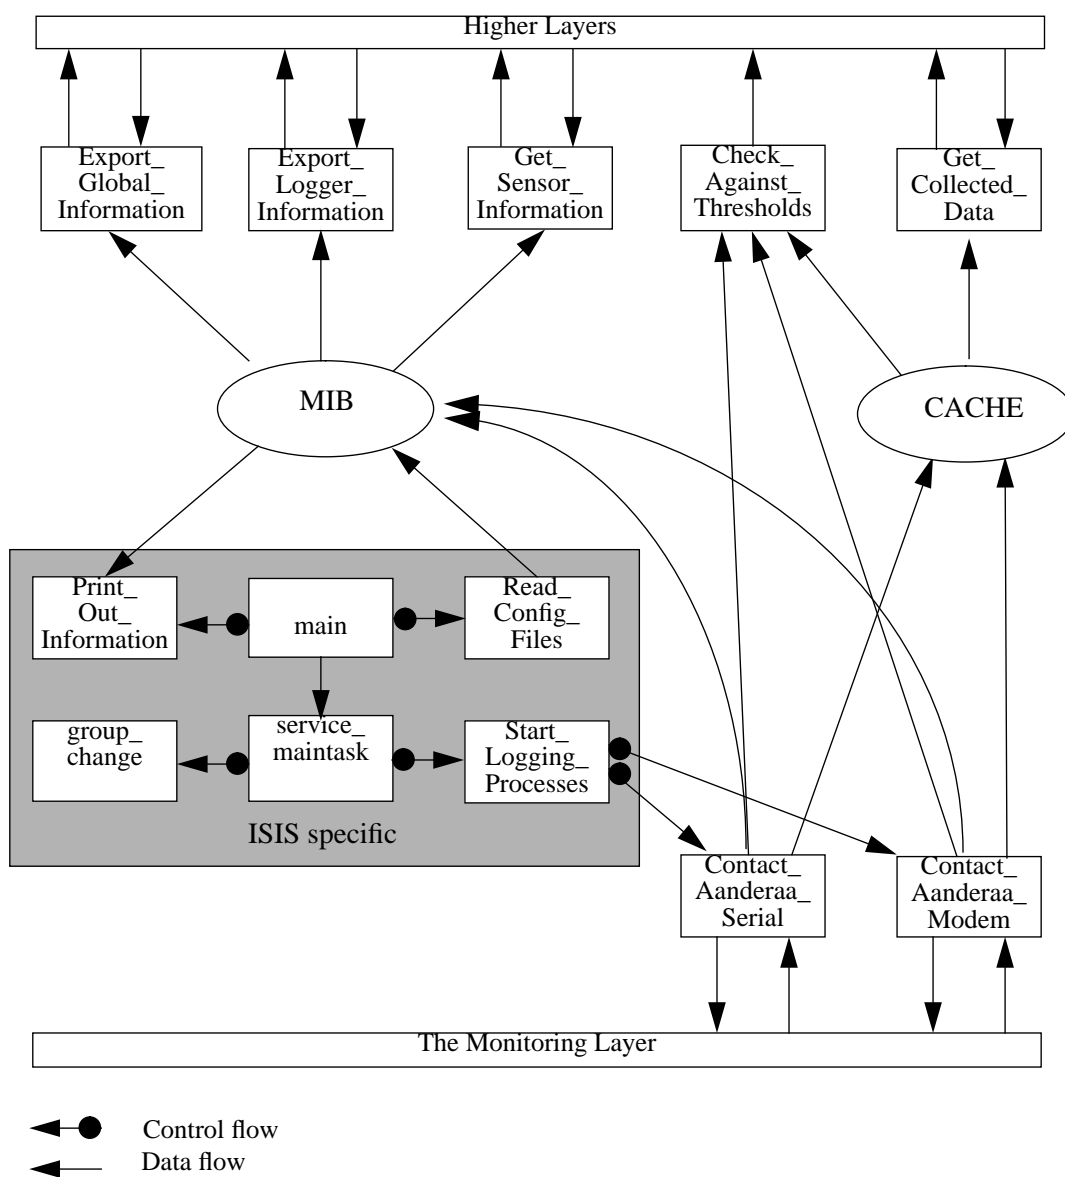 Higher Layers
Export_
Global_
Information
Export_
Logger_
Information
Get_
Sensor_
Information
Check_
Against_
Thresholds
Get_
Collected_
Data
MIB
CACHE
Print_
Out_
Information
main
Read_
Config_
Files
group_
change
service_
maintask
Start_
Logging_
Processes
ISIS specific
Contact_
Aanderaa_
Serial
Contact_
Aanderaa_
Modem
The Monitoring Layer
Control flow
Data flow